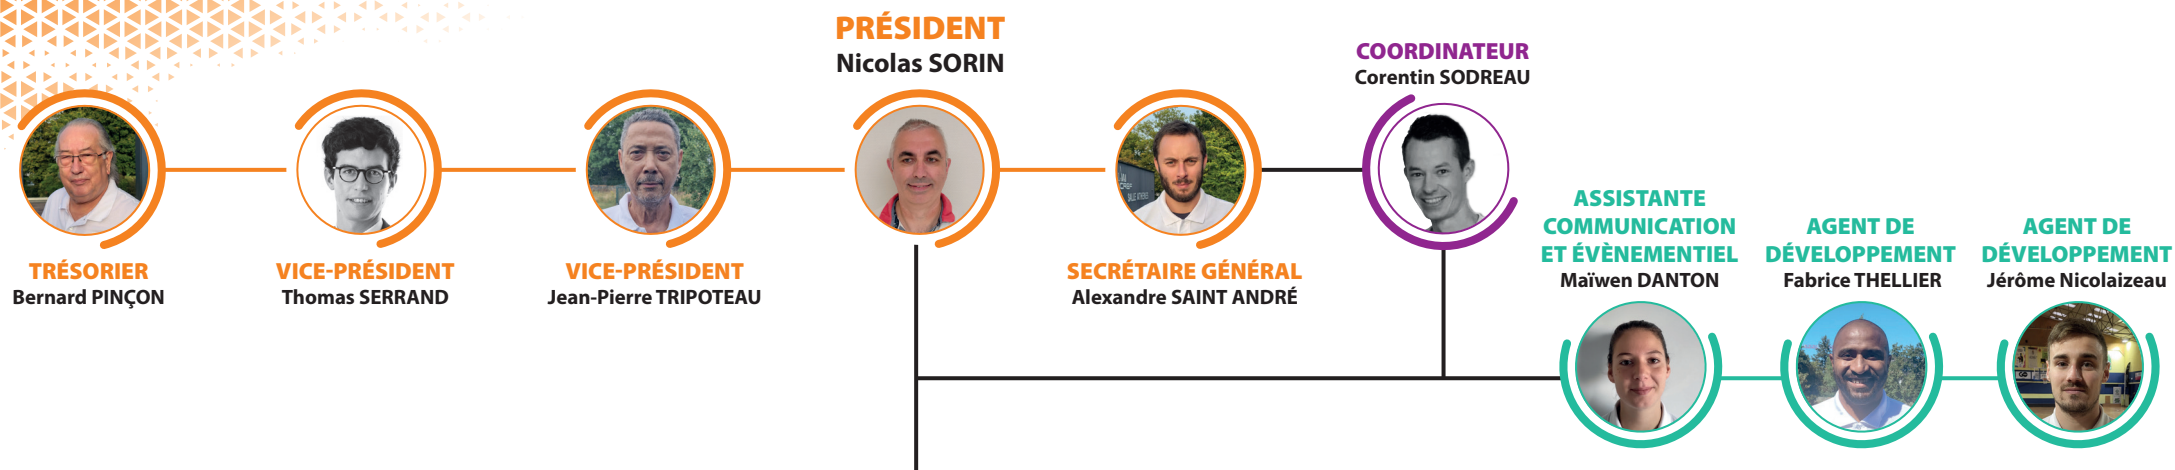 PRÉSIDENT
Nicolas SORIN
COORDINATEUR
Corentin SODREAU
TRÉSORIER
Bernard PINÇON
VICE-PRÉSIDENT
Thomas SERRAND
VICE-PRÉSIDENT
Jean-Pierre TRIPOTEAU
SECRÉTAIRE GÉNÉRAL
Alexandre SAINT ANDRÉ
ASSISTANTE
COMMUNICATION
ET ÉVÈNEMENTIEL
Maïwen DANTON
AGENT DE
DÉVELOPPEMENT
Fabrice THELLIER
AGENT DE
DÉVELOPPEMENT
Jérôme Nicolaizeau